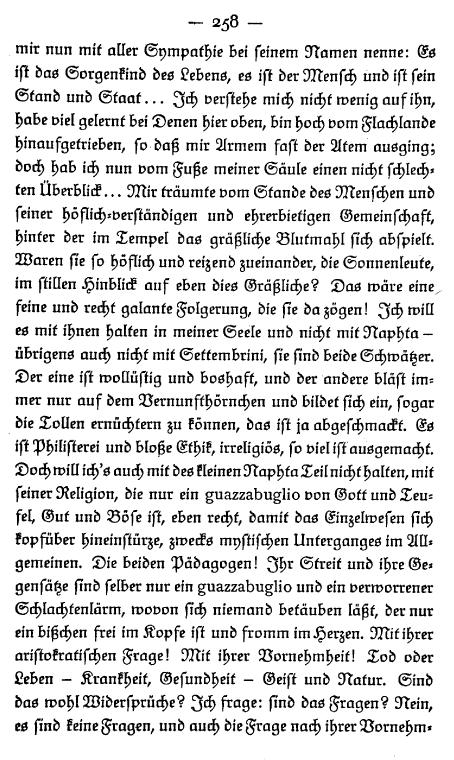 — 258 —
mir nun mit aller Sympathie bei seinem Namen nenne: Es
ist das Sorgenkind des Lebens, es ist der Mensch und ist sein
Stand und Staat... Ich verstehe mich nicht wenig auf ihn,
habe viel gelernt bei Denen hier oben, bin hoch vom Flachlande
hinaufgetrieben, so daß mir Armem fast der Atem ausging;
doch hab ich nun vom Fuße meiner Säule einen nicht schlech-
ten Überblick... Mir träumte vom Stande des Menschen und
seiner höflich-verständigen und ehrerbietigen Gemeinschaft,
hinter der im Tempel das gräßliche Blutmahl sich abspielt.
Waren sie so höflich und reizend zueinander, die Sonnenleute,
im stillen Hinblick auf eben dies Gräßliche? Das wäre eine
feine und recht galante Folgerung, die sie da zögen! Ich will
es mit ihnen halten in meiner Seele und nicht mit Naphta –
übrigens auch nicht mit Settembrini, sie sind beide Schwätzer.
Der eine ist wollüstig und boshaft, und der andere bläst im-
mer nur auf dem Vernunfthörnchen und bildet sich ein, sogar
die Tollen ernüchtern zu können, das ist ja abgeschmackt. Es
ist Philisterei und bloße Ethik, irreligiös, so viel ist ausgemacht.
Doch will ich's auch mit des kleinen Naphta Teil nicht halten, mit
seiner Religion, die nur ein guazzabuglio von Gott und Teu-
fel, Gut und Böse ist, eben recht, damit das Einzelwesen sich
kopfüber hineinstürze, zwecks mystischen Unterganges im All-
gemeinen. Die beiden Pädagogen! Ihr Streit und ihre Ge-
gensätze sind selber nur ein guazzabuglio und ein verworrener
Schlachtenlärm, wovon sich niemand betäuben läßt, der nur
ein bißchen frei im Kopfe ist und fromm im Herzen. Mit ihrer
aristokratischen Frage! Mit ihrer Vornehmheit! Tod oder
Leben – Krankheit, Gesundheit – Geist und Natur. Sind
das wohl Widersprüche? Ich frage: sind das Fragen? Nein,
es sind keine Fragen, und auch die Frage nach ihrer Vornehm-